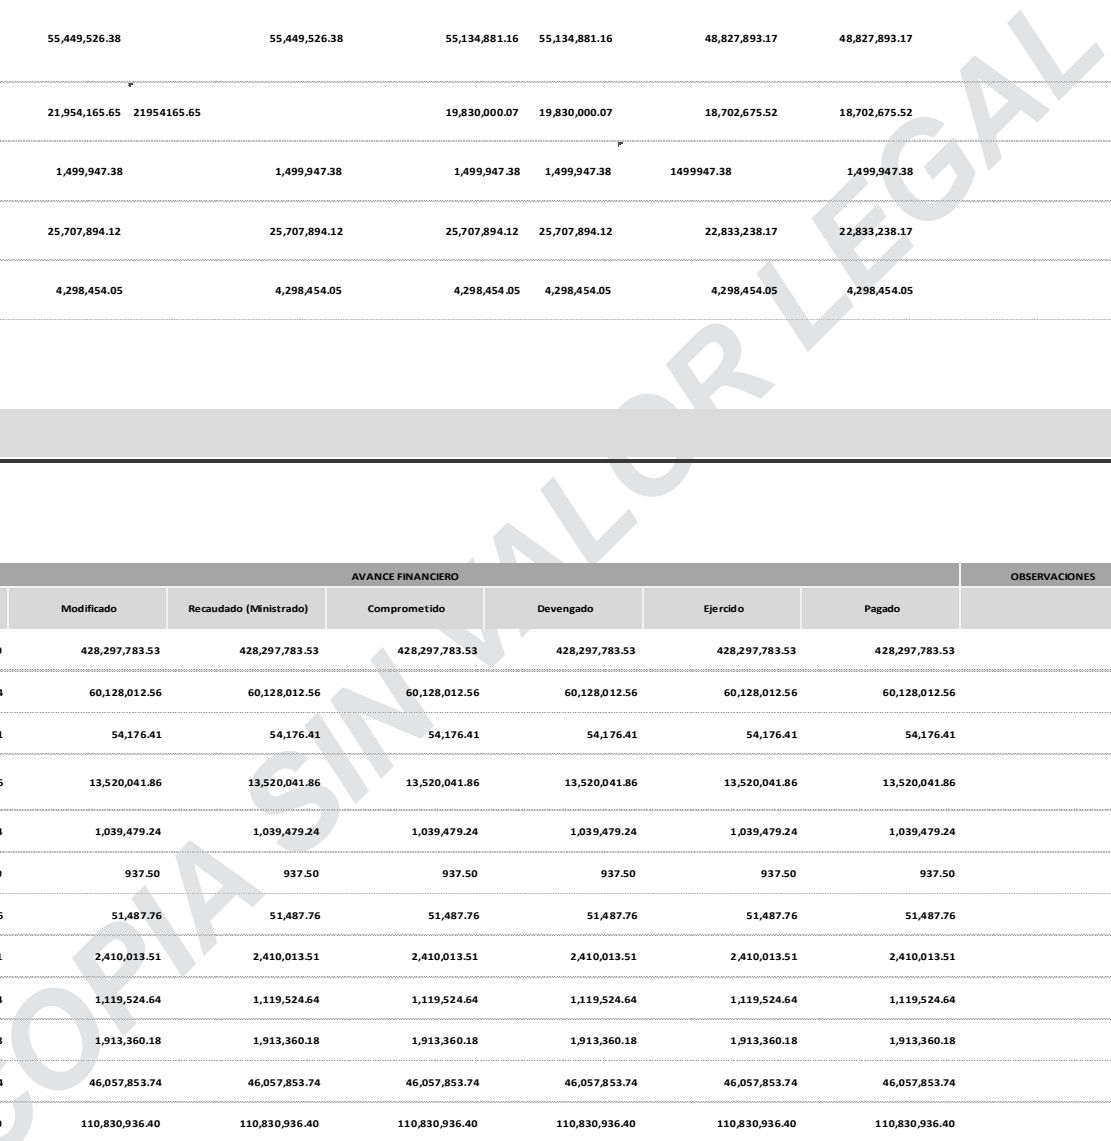 55,449,526.38 55,449,526.38 55,134,881.16 55,134,881.16 48,827,893.17 48,827,893.17
21,954,165.65 21954165.65 19,830,000.07 19,830,000.07 18,702,675.52 18,702,675.52
1,499,947.38 1,499,947.38 1,499,947.38 1,499,947.38 1499947.38 1,499,947.38
25,707,894.12 25,707,894.12 25,707,894.12 25,707,894.12 22,833,238.17 22,833,238.17
4,298,454.05 4,298,454.05 4,298,454.05 4,298,454.05 4,298,454.05 4,298,454.05
AVANCE FINANCIERO OBSERVACIONES
Modificado Recaudado (Ministrado) Comprometido Devengado Ejercido Pagado
428,297,783.53 428,297,783.53 428,297,783.53 428,297,783.53 428,297,783.53 428,297,783.53
60,128,012.56 60,128,012.56 60,128,012.56 60,128,012.56 60,128,012.56 60,128,012.56
54,176.41 54,176.41 54,176.41 54,176.41 54,176.41 54,176.41
13,520,041.86 13,520,041.86 13,520,041.86 13,520,041.86 13,520,041.86 13,520,041.86
1,039,479.24 1,039,479.24 1,039,479.24 1,039,479.24 1,039,479.24 1,039,479.24
937.50 937.50 937.50 937.50 937.50 937.50
51,487.76 51,487.76 51,487.76 51,487.76 51,487.76 51,487.76
2,410,013.51 2,410,013.51 2,410,013.51 2,410,013.51 2,410,013.51 2,410,013.51
1,119,524.64 1,119,524.64 1,119,524.64 1,119,524.64 1,119,524.64 1,119,524.64
1,913,360.18 1,913,360.18 1,913,360.18 1,913,360.18 1,913,360.18 1,913,360.18
46,057,853.74 46,057,853.74 46,057,853.74 46,057,853.74 46,057,853.74 46,057,853.74
110,830,936.40 110,830,936.40 110,830,936.40 110,830,936.40 110,830,936.40 110,830,936.40
COPIA SIN VALOR LEGAL